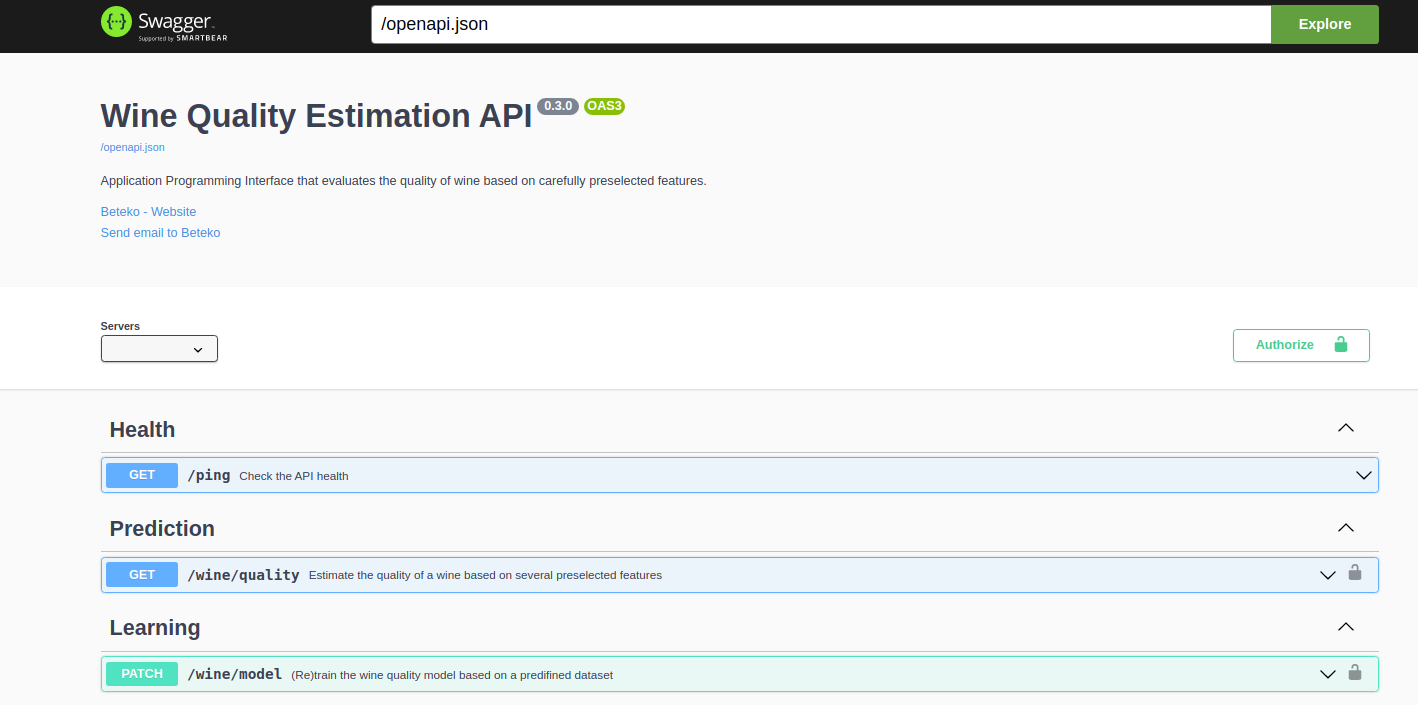 Swagger
Supported by SMARTBEAR
/openapi.json
Explore
Wine Quality Estimation API 0.3.0 OAS3
/openapi.json
Application Programming Interface that evaluates the quality of wine based on carefully preselected features.
Beteko - Website
Send email to Beteko
Servers
Authorize
Health
GET /ping Check the API health
Prediction
GET /wine/quality Estimate the quality of a wine based on several preselected features
Learning
PATCH /wine/model (Re)train the wine quality model based on a predifined dataset